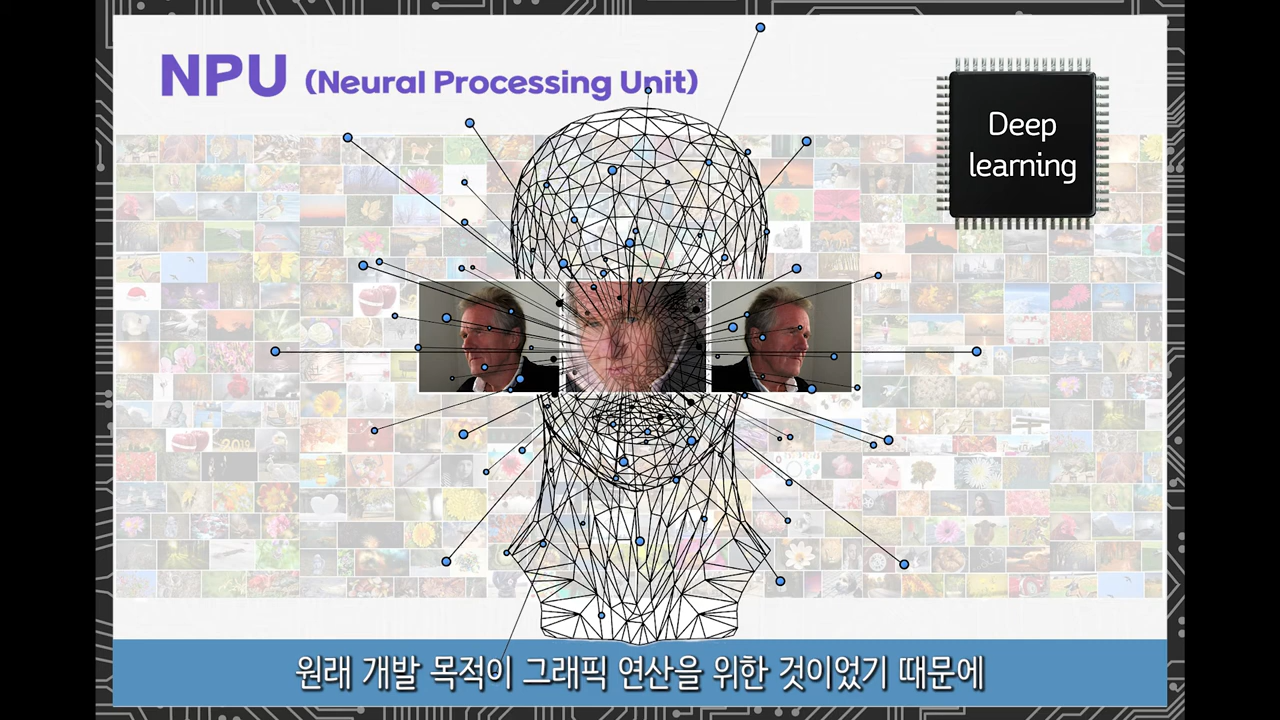 NPU (Neural Processing Unit)
Deep
learning
2019
원래 개발 목적이 그래픽 연산을 위한 것이었기 때문에